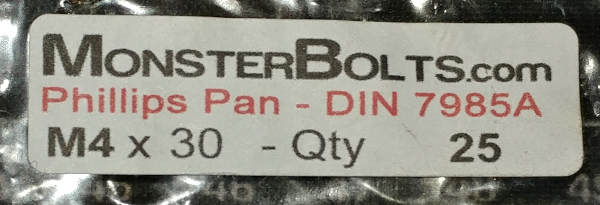 MONSTERBOLTS.com
Phillips Pan - DIN 7985A
M4 x 30 - Qty 25